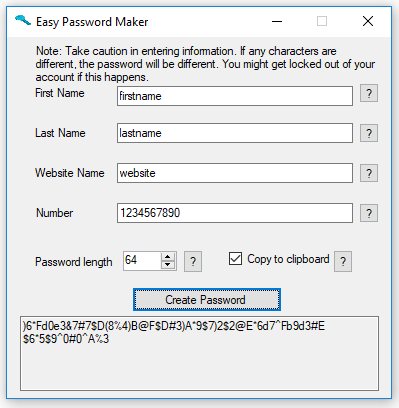 Easy Password Maker
Note: Take caution in entering information. If any characters are
different, the password will be different. You might get locked out of your
account if this happens.
First Name firstname ?
Last Name lastname ?
Website Name website ?
Number 1234567890 ?
Password length 64 ? Copy to clipboard ?
Create Password
)6*Fd0e3&7#7$D(8%4)B@F$D#3)A*9$7)2$2@E*6d7^Fb9d3#E
$6*5$9^0#0^A%3